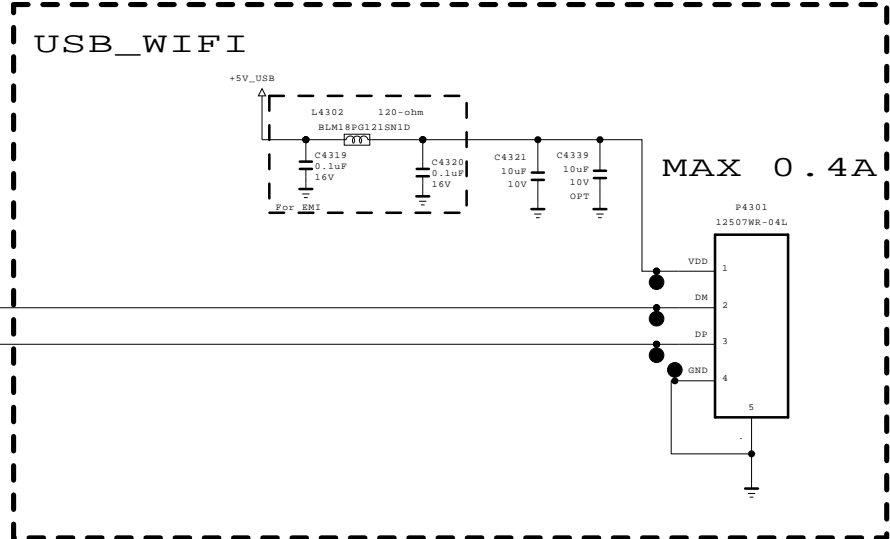 USB_WIFI
+5V_USB
L4302 120-ohm
BLM18PG121SN1D
C4319
0.1uF
16V
C4320
0.1uF
16V
For EMI
C4321
10uF
10V
C4339
10uF
10V
OPT
MAX 0.4A
P4301
12507WR-04L
VDD 1
DM 2
DP 3
GND 4
5
.